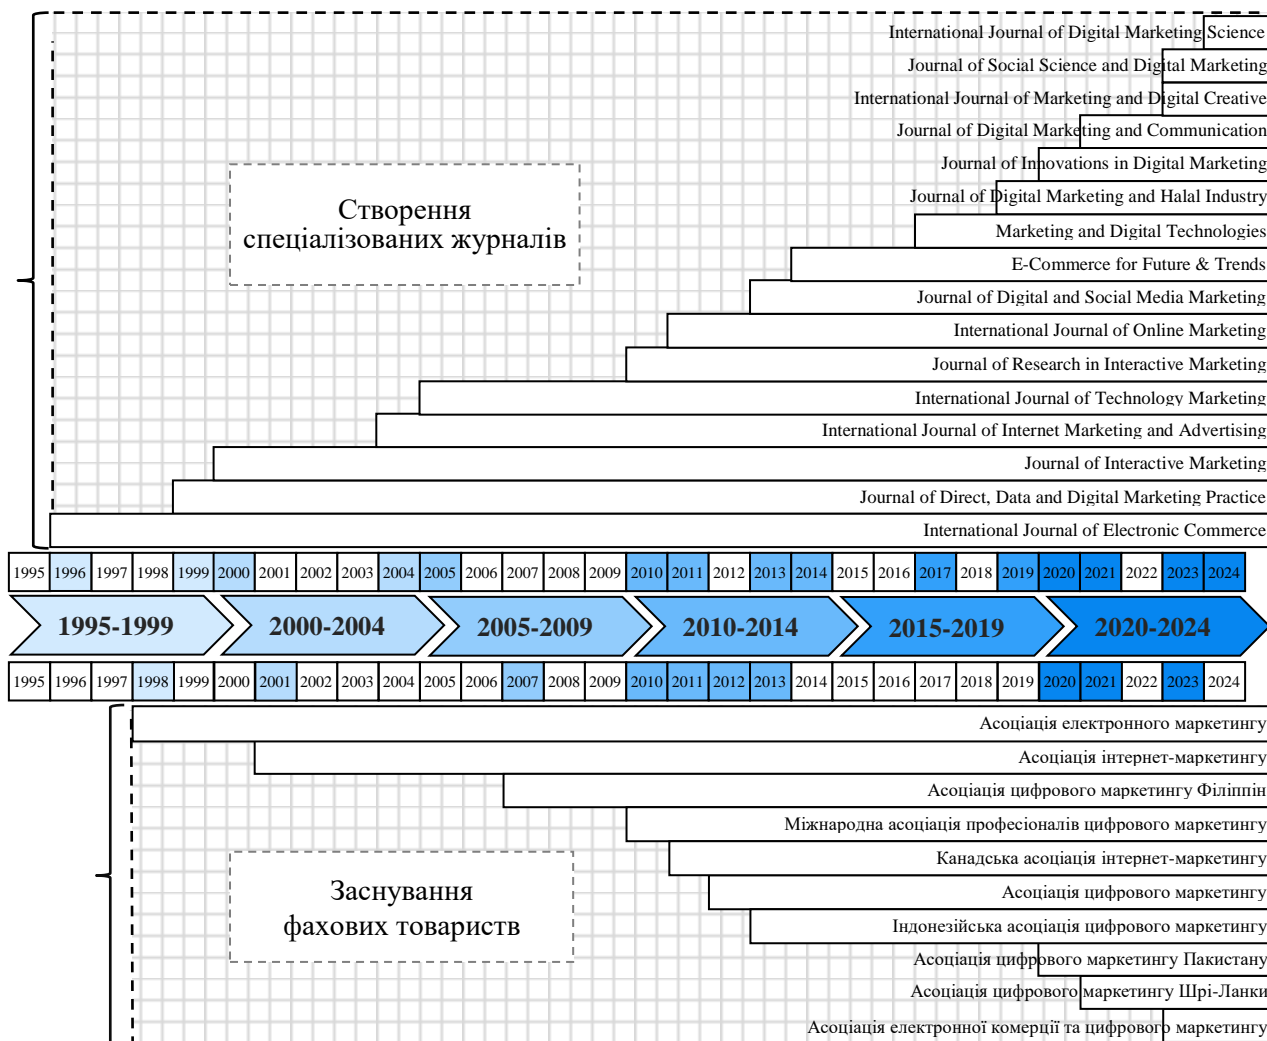 International Journal of Digital Marketing Science
Journal of Social Science and Digital Marketing
International Journal of Marketing and Digital Creative
Journal of Digital Marketing and Communication
Journal of Innovations in Digital Marketing
Journal of Digital Marketing and Halal Industry
Marketing and Digital Technologies
E-Commerce for Future & Trends
Journal of Digital and Social Media Marketing
International Journal of Online Marketing
Journal of Research in Interactive Marketing
International Journal of Technology Marketing
International Journal of Internet Marketing and Advertising
Journal of Interactive Marketing
Journal of Direct, Data and Digital Marketing Practice
International Journal of Electronic Commerce
Створення
спеціалізованих журналів
1995 1996 1997 1998 1999 2000 2001 2002 2003 2004 2005 2006 2007 2008 2009 2010 2011 2012 2013 2014 2015 2016 2017 2018 2019 2020 2021 2022 2023 2024
1995-1999 2000-2004 2005-2009 2010-2014 2015-2019 2020-2024
1995 1996 1997 1998 1999 2000 2001 2002 2003 2004 2005 2006 2007 2008 2009 2010 2011 2012 2013 2014 2015 2016 2017 2018 2019 2020 2021 2022 2023 2024
Асоціація електронного маркетингу
Асоціація інтернет-маркетингу
Асоціація цифрового маркетингу Філіппін
Міжнародна асоціація професіоналів цифрового маркетингу
Канадська асоціація інтернет-маркетингу
Асоціація цифрового маркетингу
Індонезійська асоціація цифрового маркетингу
Асоціація цифрового маркетингу Пакистану
Асоціація цифрового маркетингу Шрі-Ланки
Асоціація електронної комерції та цифрового маркетингу
Заснування
фахових товариств